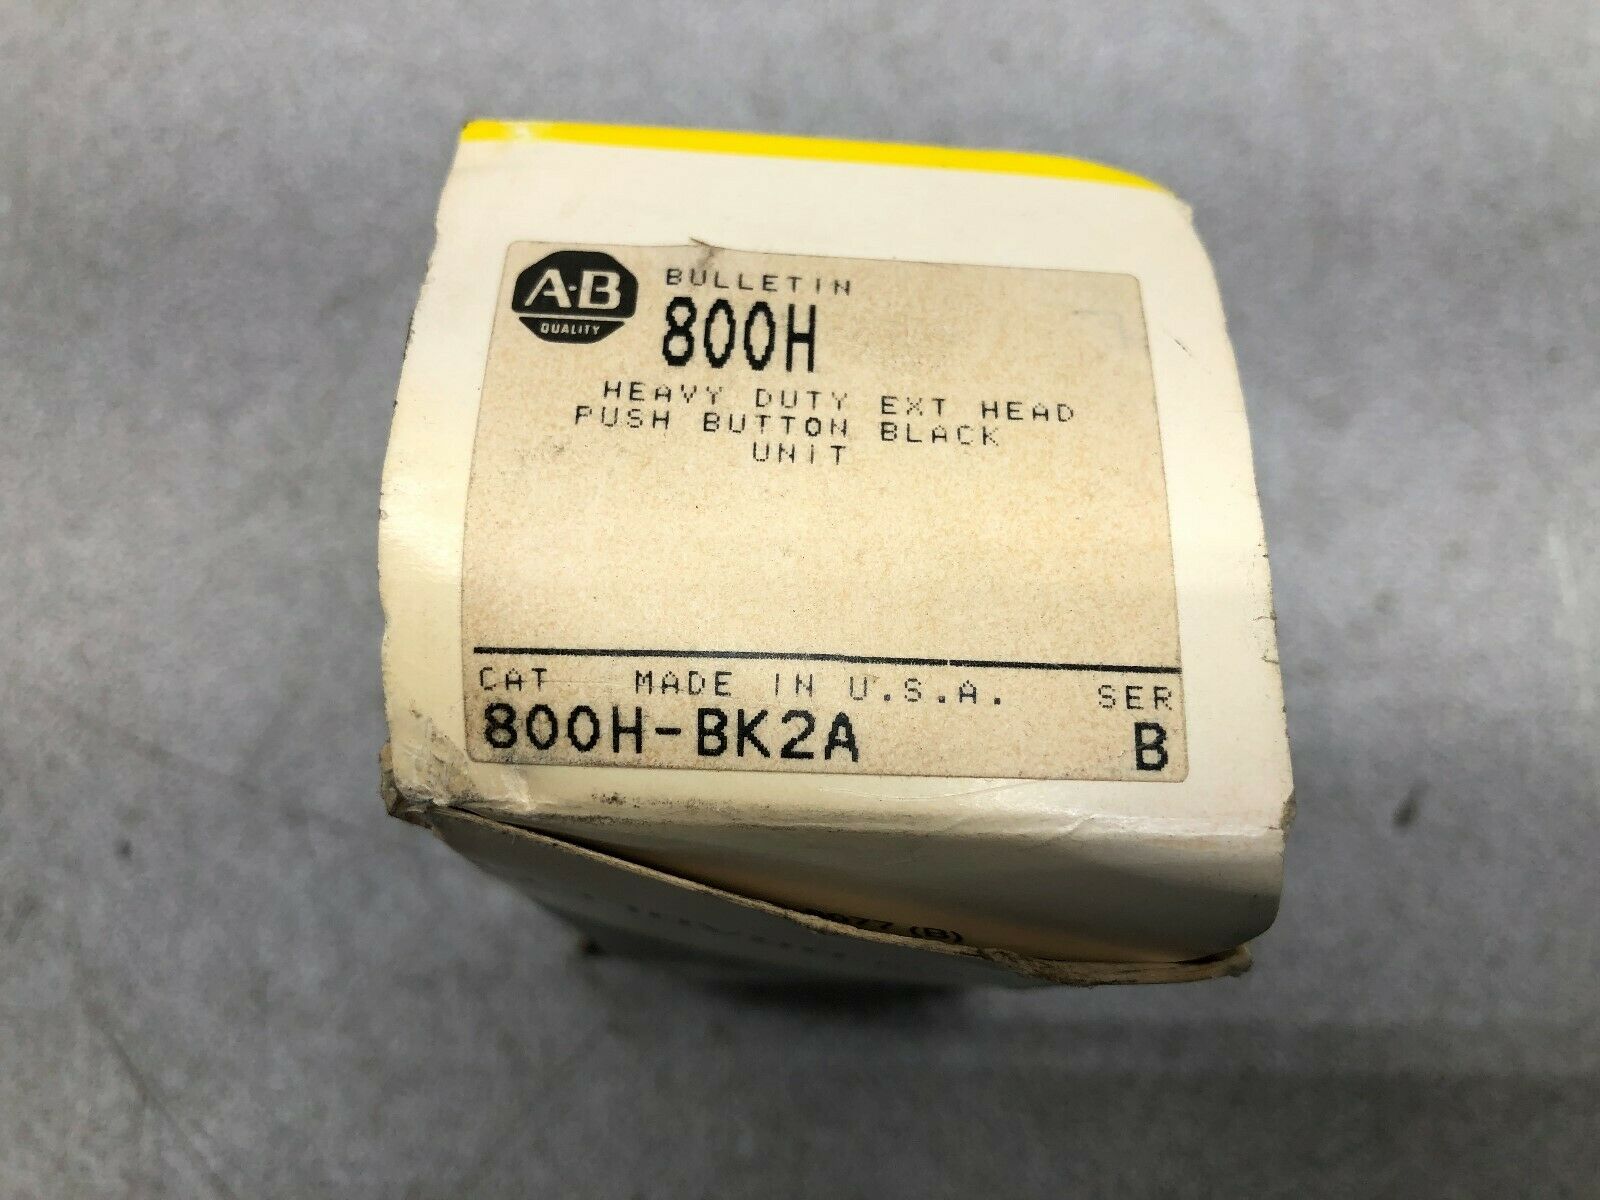 A·B
QUALITY
BULLETIN
800H
HEAVY DUTY EXT HEAD
PUSH BUTTON BLACK
UNIT
CAT MADE IN U.S.A. SER
800H-BK2A B
(B)